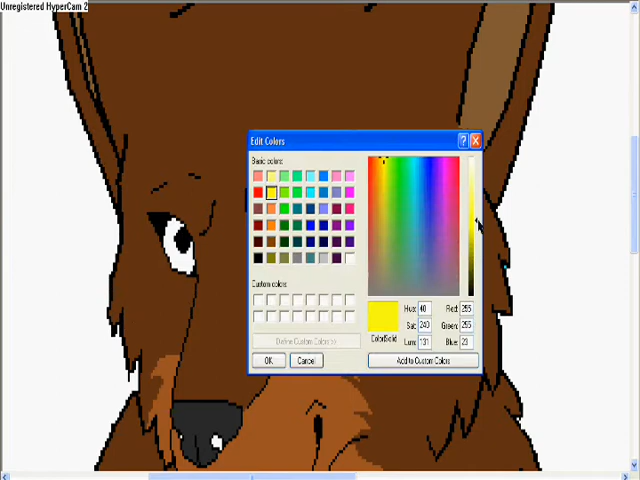 Unregistered HyperCam 2
Edit Colors
Basic colors:
Custom colors:
Define Custom Colors >>
OK
Cancel
Color|Solid
Hue: 40
Sat: 240
Lum: 131
Red: 255
Green: 255
Blue: 23
Add to Custom Colors